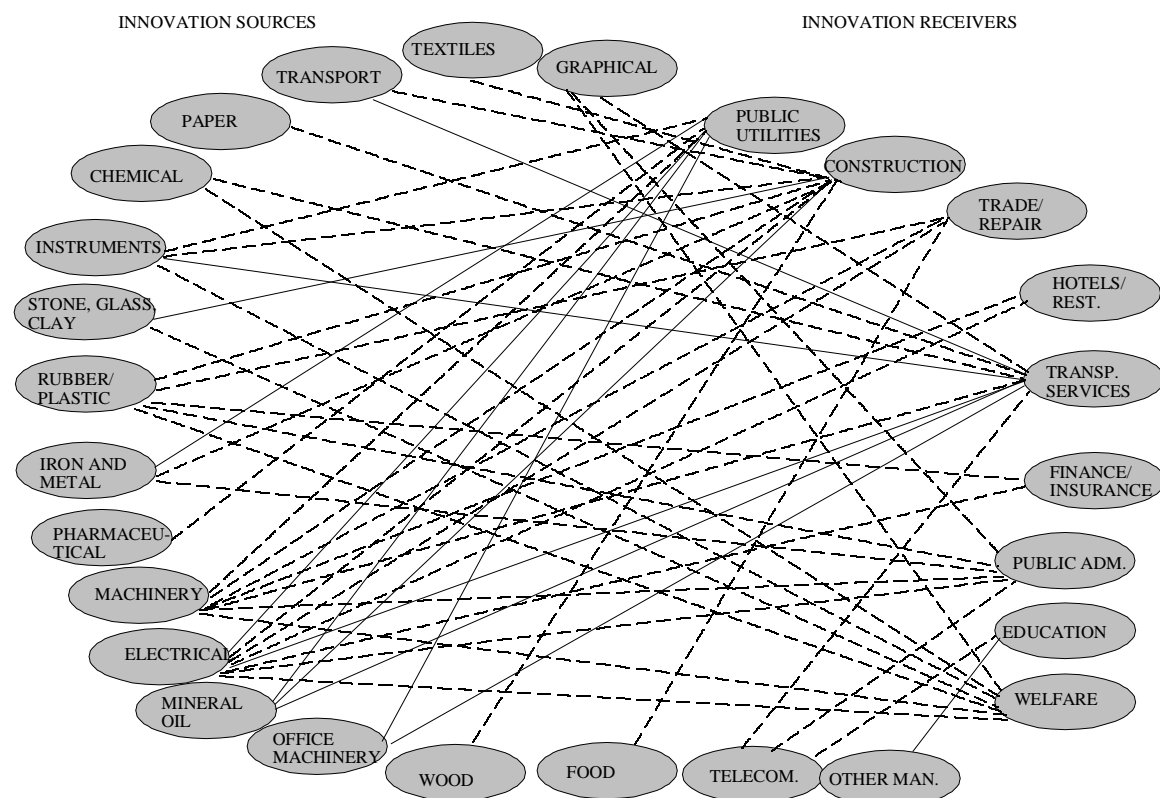 INNOVATION SOURCES
INNOVATION RECEIVERS
TEXTILES
GRAPHICAL
TRANSPORT
PAPER
PUBLIC
UTILITIES
CHEMICAL
CONSTRUCTION
TRADE/
REPAIR
INSTRUMENTS
HOTELS/
REST.
STONE, GLASS,
CLAY
RUBBER/
PLASTIC
TRANSP.
SERVICES
IRON AND
METAL
FINANCE/
INSURANCE
PHARMACEU-
TICAL
PUBLIC ADM.
MACHINERY
EDUCATION
ELECTRICAL
WELFARE
MINERAL
OIL
OFFICE
MACHINERY
WOOD
FOOD
TELECOM.
OTHER MAN.